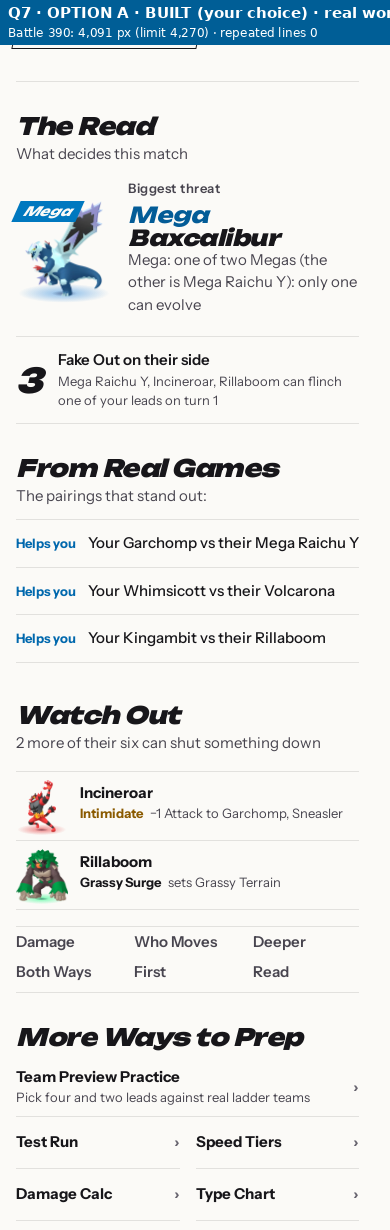 Q7 · OPTION A · BUILT (your choice) · real
Battle 390: 4,091 px (limit 4,270) · repeated lines 0
The Read
What decides this match
Biggest threat
Mega
Mega
Baxcalibur
Mega: one of two Megas (the
other is Mega Raichu Y): only one
can evolve
3
Fake Out on their side
Mega Raichu Y, Incineroar, Rillaboom can flinch
one of your leads on turn 1
From Real Games
The pairings that stand out:
Helps you Your Garchomp vs their Mega Raichu Y
Helps you Your Whimsicott vs their Volcarona
Helps you Your Kingambit vs their Rillaboom
Watch Out
2 more of their six can shut something down
Incineroar
Intimidate −1 Attack to Garchomp, Sneasler
Rillaboom
Grassy Surge sets Grassy Terrain
Damage Who Moves Deeper
Both Ways First Read
More Ways to Prep
Team Preview Practice ›
Pick four and two leads against real ladder teams
Test Run › Speed Tiers ›
Damage Calc › Type Chart ›